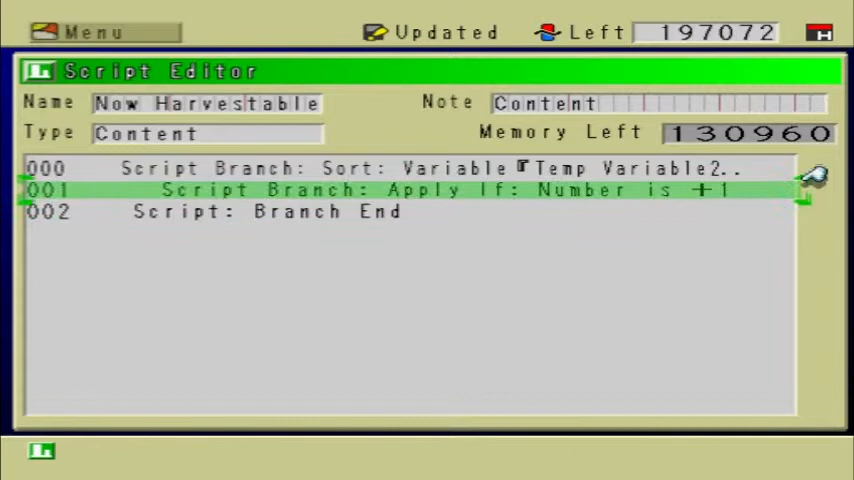 Menu Updated Left 197072
Script Editor
Name Now Harvestable Note Content
Type Content Memory Left 130960
000 Script Branch: Sort: Variable『Temp Variable2..
001 Script Branch: Apply If: Number is +1
002 Script: Branch End